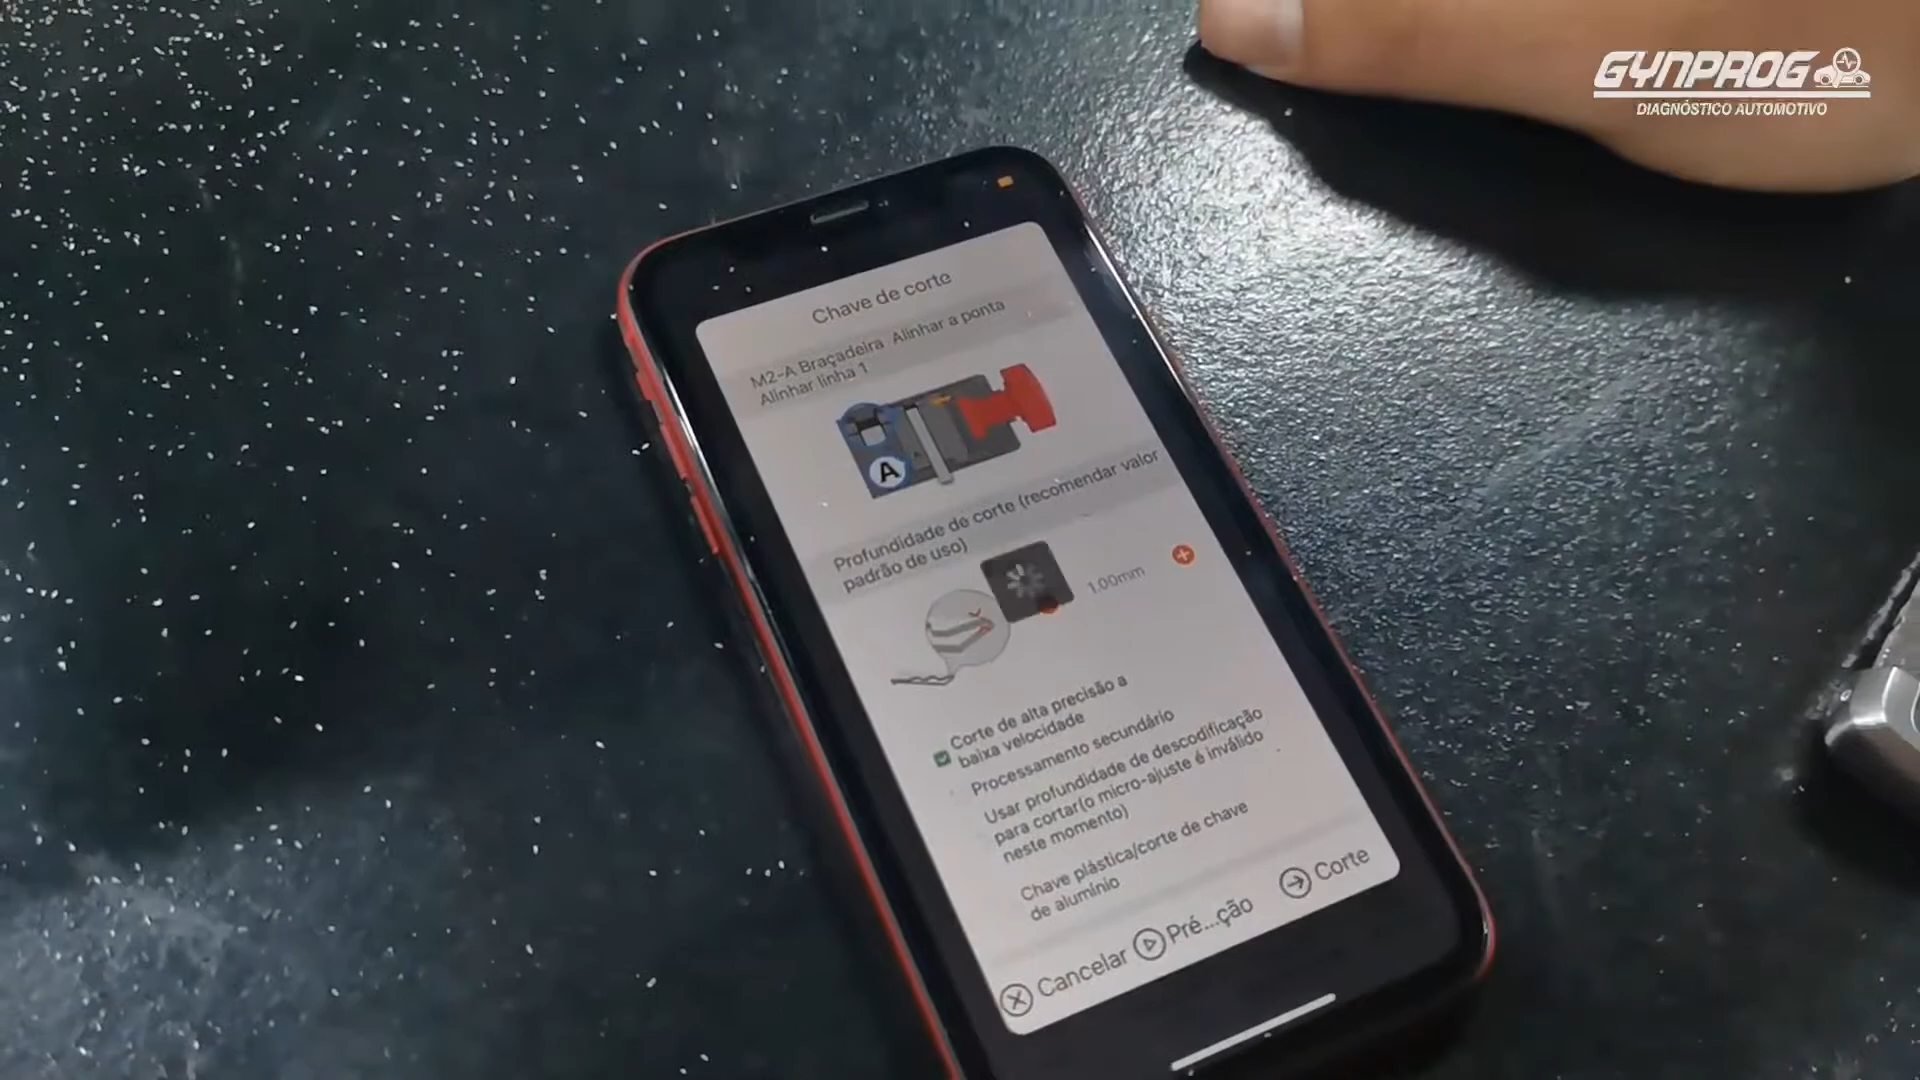 GYNPROG
DIAGNÓSTICO AUTOMOTIVO
Chave de corte
M2-A Braçadeira Alinhar a ponta
Alinhar linha 1
A
Profundidade de corte (recomendar valor
padrão de uso)
1.00mm
Corte de alta precisão a
baixa velocidade
Processamento secundário
Usar profundidade de descodificação
para cortar(o micro-ajuste é inválido
neste momento)
Chave plástica/corte de chave
de alumínio
Cancelar
Pré...ção
Corte